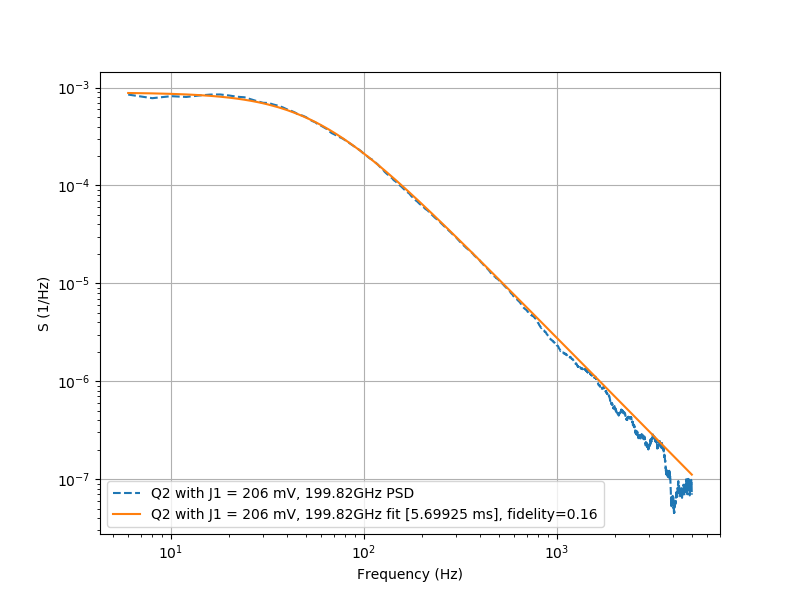 10⁻³
10⁻⁴
10⁻⁵
10⁻⁶
10⁻⁷
S (1/Hz)
Q2 with J1 = 206 mV, 199.82GHz PSD
Q2 with J1 = 206 mV, 199.82GHz fit [5.69925 ms], fidelity=0.16
10¹ 10² 10³
Frequency (Hz)